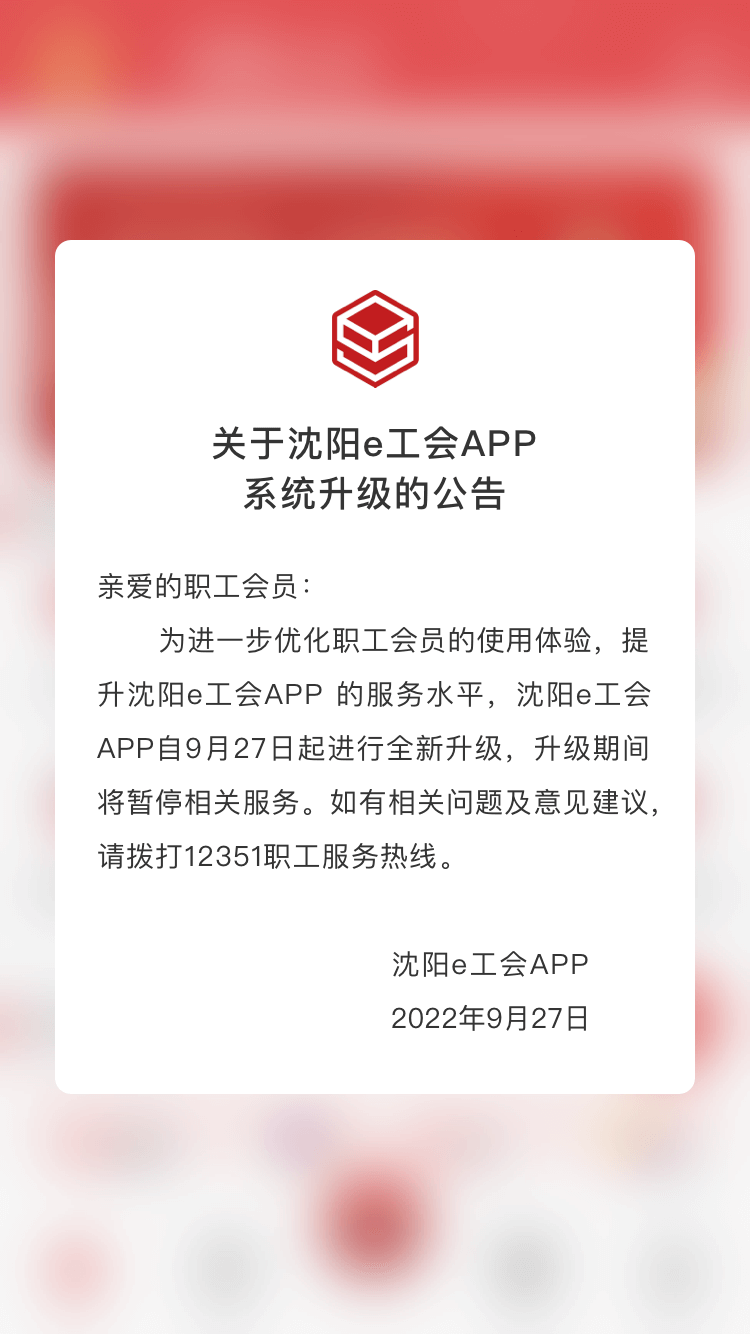 关于沈阳e工会APP
系统升级的公告
亲爱的职工会员：
为进一步优化职工会员的使用体验，提
升沈阳e工会APP 的服务水平，沈阳e工会
APP自9月27日起进行全新升级，升级期间
将暂停相关服务。如有相关问题及意见建议，
请拨打12351职工服务热线。
沈阳e工会APP
2022年9月27日